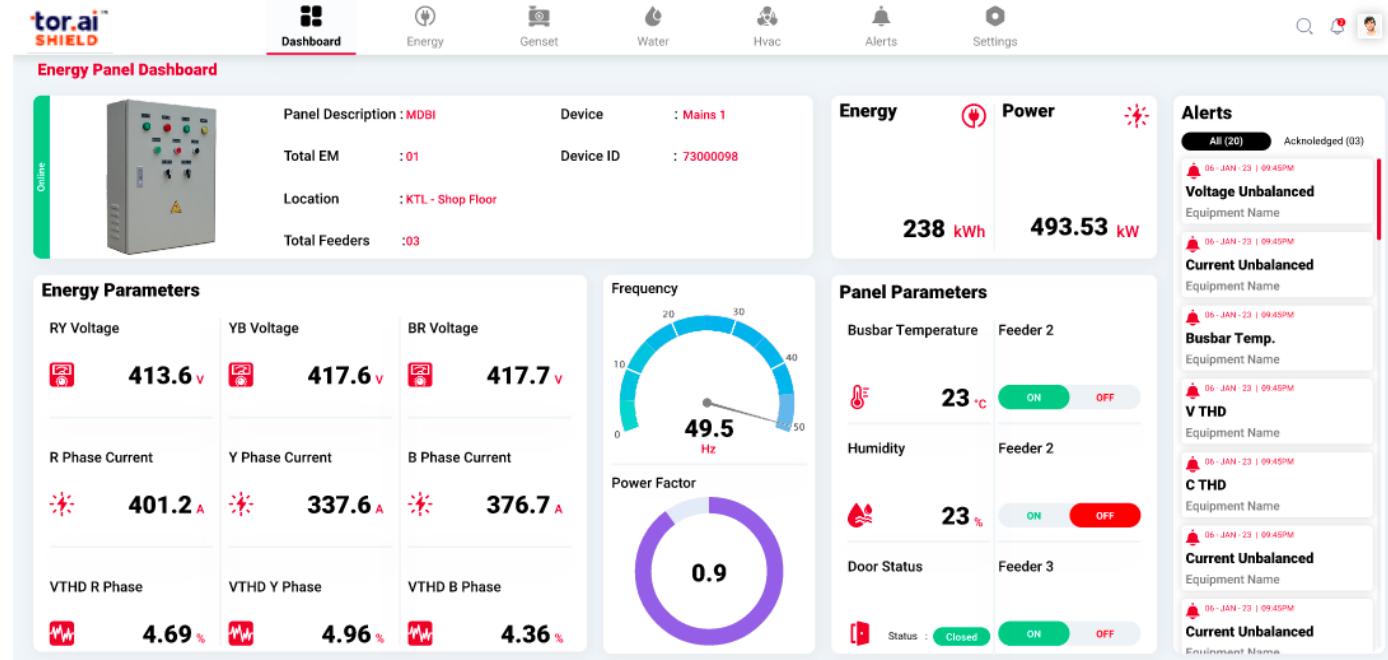 tor.ai™
SHIELD
Dashboard
Energy
Genset
Water
Hvac
Alerts
Settings
Energy Panel Dashboard
Online
Panel Description : MDBI
Device : Mains 1
Total EM : 01
Device ID : 73000098
Location : KTL - Shop Floor
Total Feeders :03
Energy
238 kWh
Power
493.53 kW
Energy Parameters
RY Voltage
YB Voltage
BR Voltage
413.6 V
417.6 V
417.7 V
R Phase Current
Y Phase Current
B Phase Current
401.2 A
337.6 A
376.7 A
VTHD R Phase
VTHD Y Phase
VTHD B Phase
4.69 %
4.96 %
4.36 %
Frequency
0
10
20
30
40
50
49.5
Hz
Power Factor
0.9
Panel Parameters
Busbar Temperature
Feeder 2
23 °C
ON OFF
Humidity
Feeder 2
23 %
ON OFF
Door Status
Feeder 3
Status : Closed
ON OFF
Alerts
All (20)
Acknoledged (03)
06 - JAN - 23 | 09:45PM
Voltage Unbalanced
Equipment Name
06 - JAN - 23 | 09:45PM
Current Unbalanced
Equipment Name
06 - JAN - 23 | 09:45PM
Busbar Temp.
Equipment Name
06 - JAN - 23 | 09:45PM
V THD
Equipment Name
06 - JAN - 23 | 09:45PM
C THD
Equipment Name
06 - JAN - 23 | 09:45PM
Current Unbalanced
Equipment Name
06 - JAN - 23 | 09:45PM
Current Unbalanced
Equipment Name